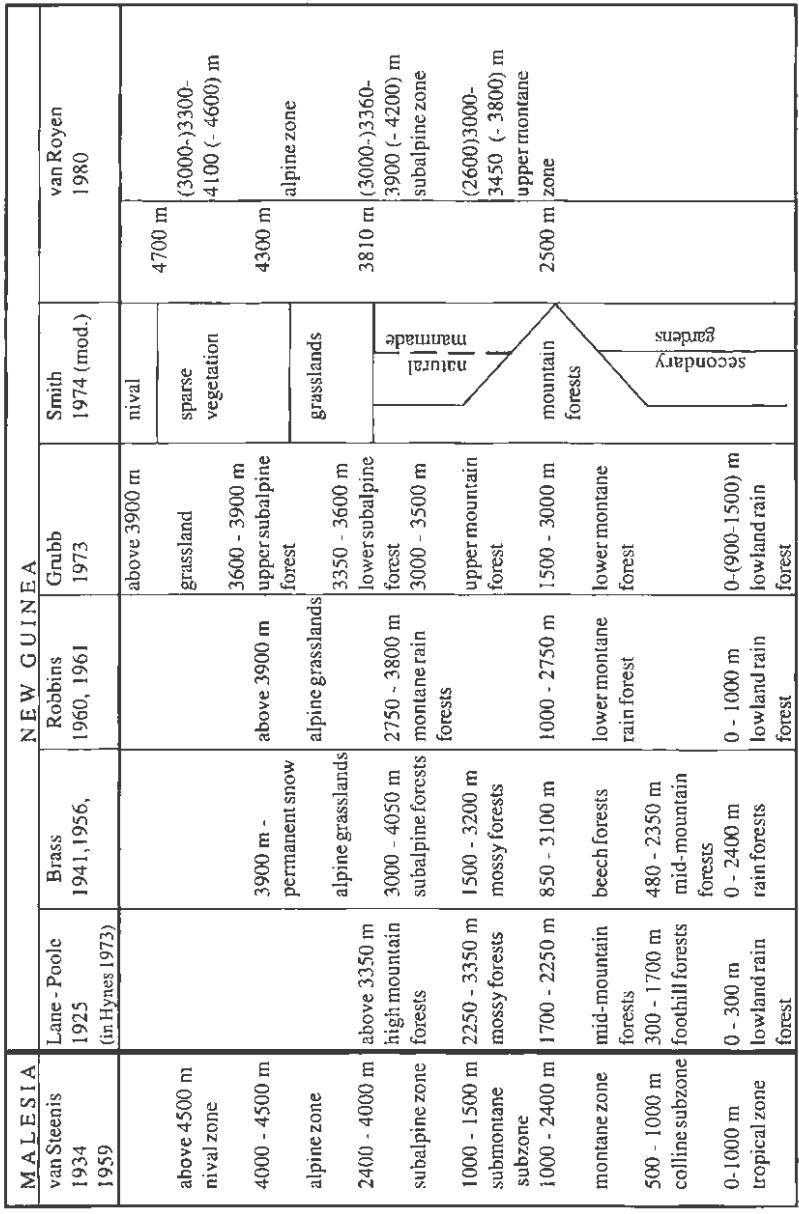 MALESIA
NEW GUINEA
van Steenis
1934
1959
Lane - Poole
1925
(in Hynes 1973)
Brass
1941,1956,
Robbins
1960, 1961
Grubb
1973
Smith
1974 (mod.)
van Royen
1980
above 4500 m
nival zone
4000 - 4500 m
alpine zone
2400 - 4000 m
subalpine zone
1000 - 1500 m
submontane
subzone
1000 - 2400 m
montane zone
500 - 1000 m
colline subzone
0-1000 m
tropical zone
above 3350 m
high mountain
forests
2250 - 3350 m
mossy forests
1700 - 2250 m
mid-mountain
forests
300 - 1700 m
foothill forests
0 - 300 m
lowland rain
forest
3900 m -
permanent snow
alpine grasslands
3000 - 4050 m
subalpine forests
1500 - 3200 m
mossy forests
850 - 3100 m
beech forests
480 - 2350 m
mid-mountain
forests
0 - 2400 m
rain forests
above 3900 m
alpine grasslands
2750 - 3800 m
montane rain
forests
1000 - 2750 m
lower montane
rain forest
0 - 1000 m
lowland rain
forest
above 3900 m
grassland
3600 - 3900 m
upper subalpine
forest
3350 - 3600 m
lower subalpine
forest
3000 - 3500 m
upper mountain
forest
1500 - 3000 m
lower montane
forest
0-(900-1500) m
lowland rain
forest
nival
sparse
vegetation
grasslands
natural
manmade
mountain
forests
secondary
gardens
4700 m
4300 m
3810 m
2500 m
(3000-)3300-
4100 (- 4600) m
alpine zone
(3000-)3360-
3900 (- 4200) m
subalpine zone
(2600)3000-
3450 (- 3800) m
upper montane
zone